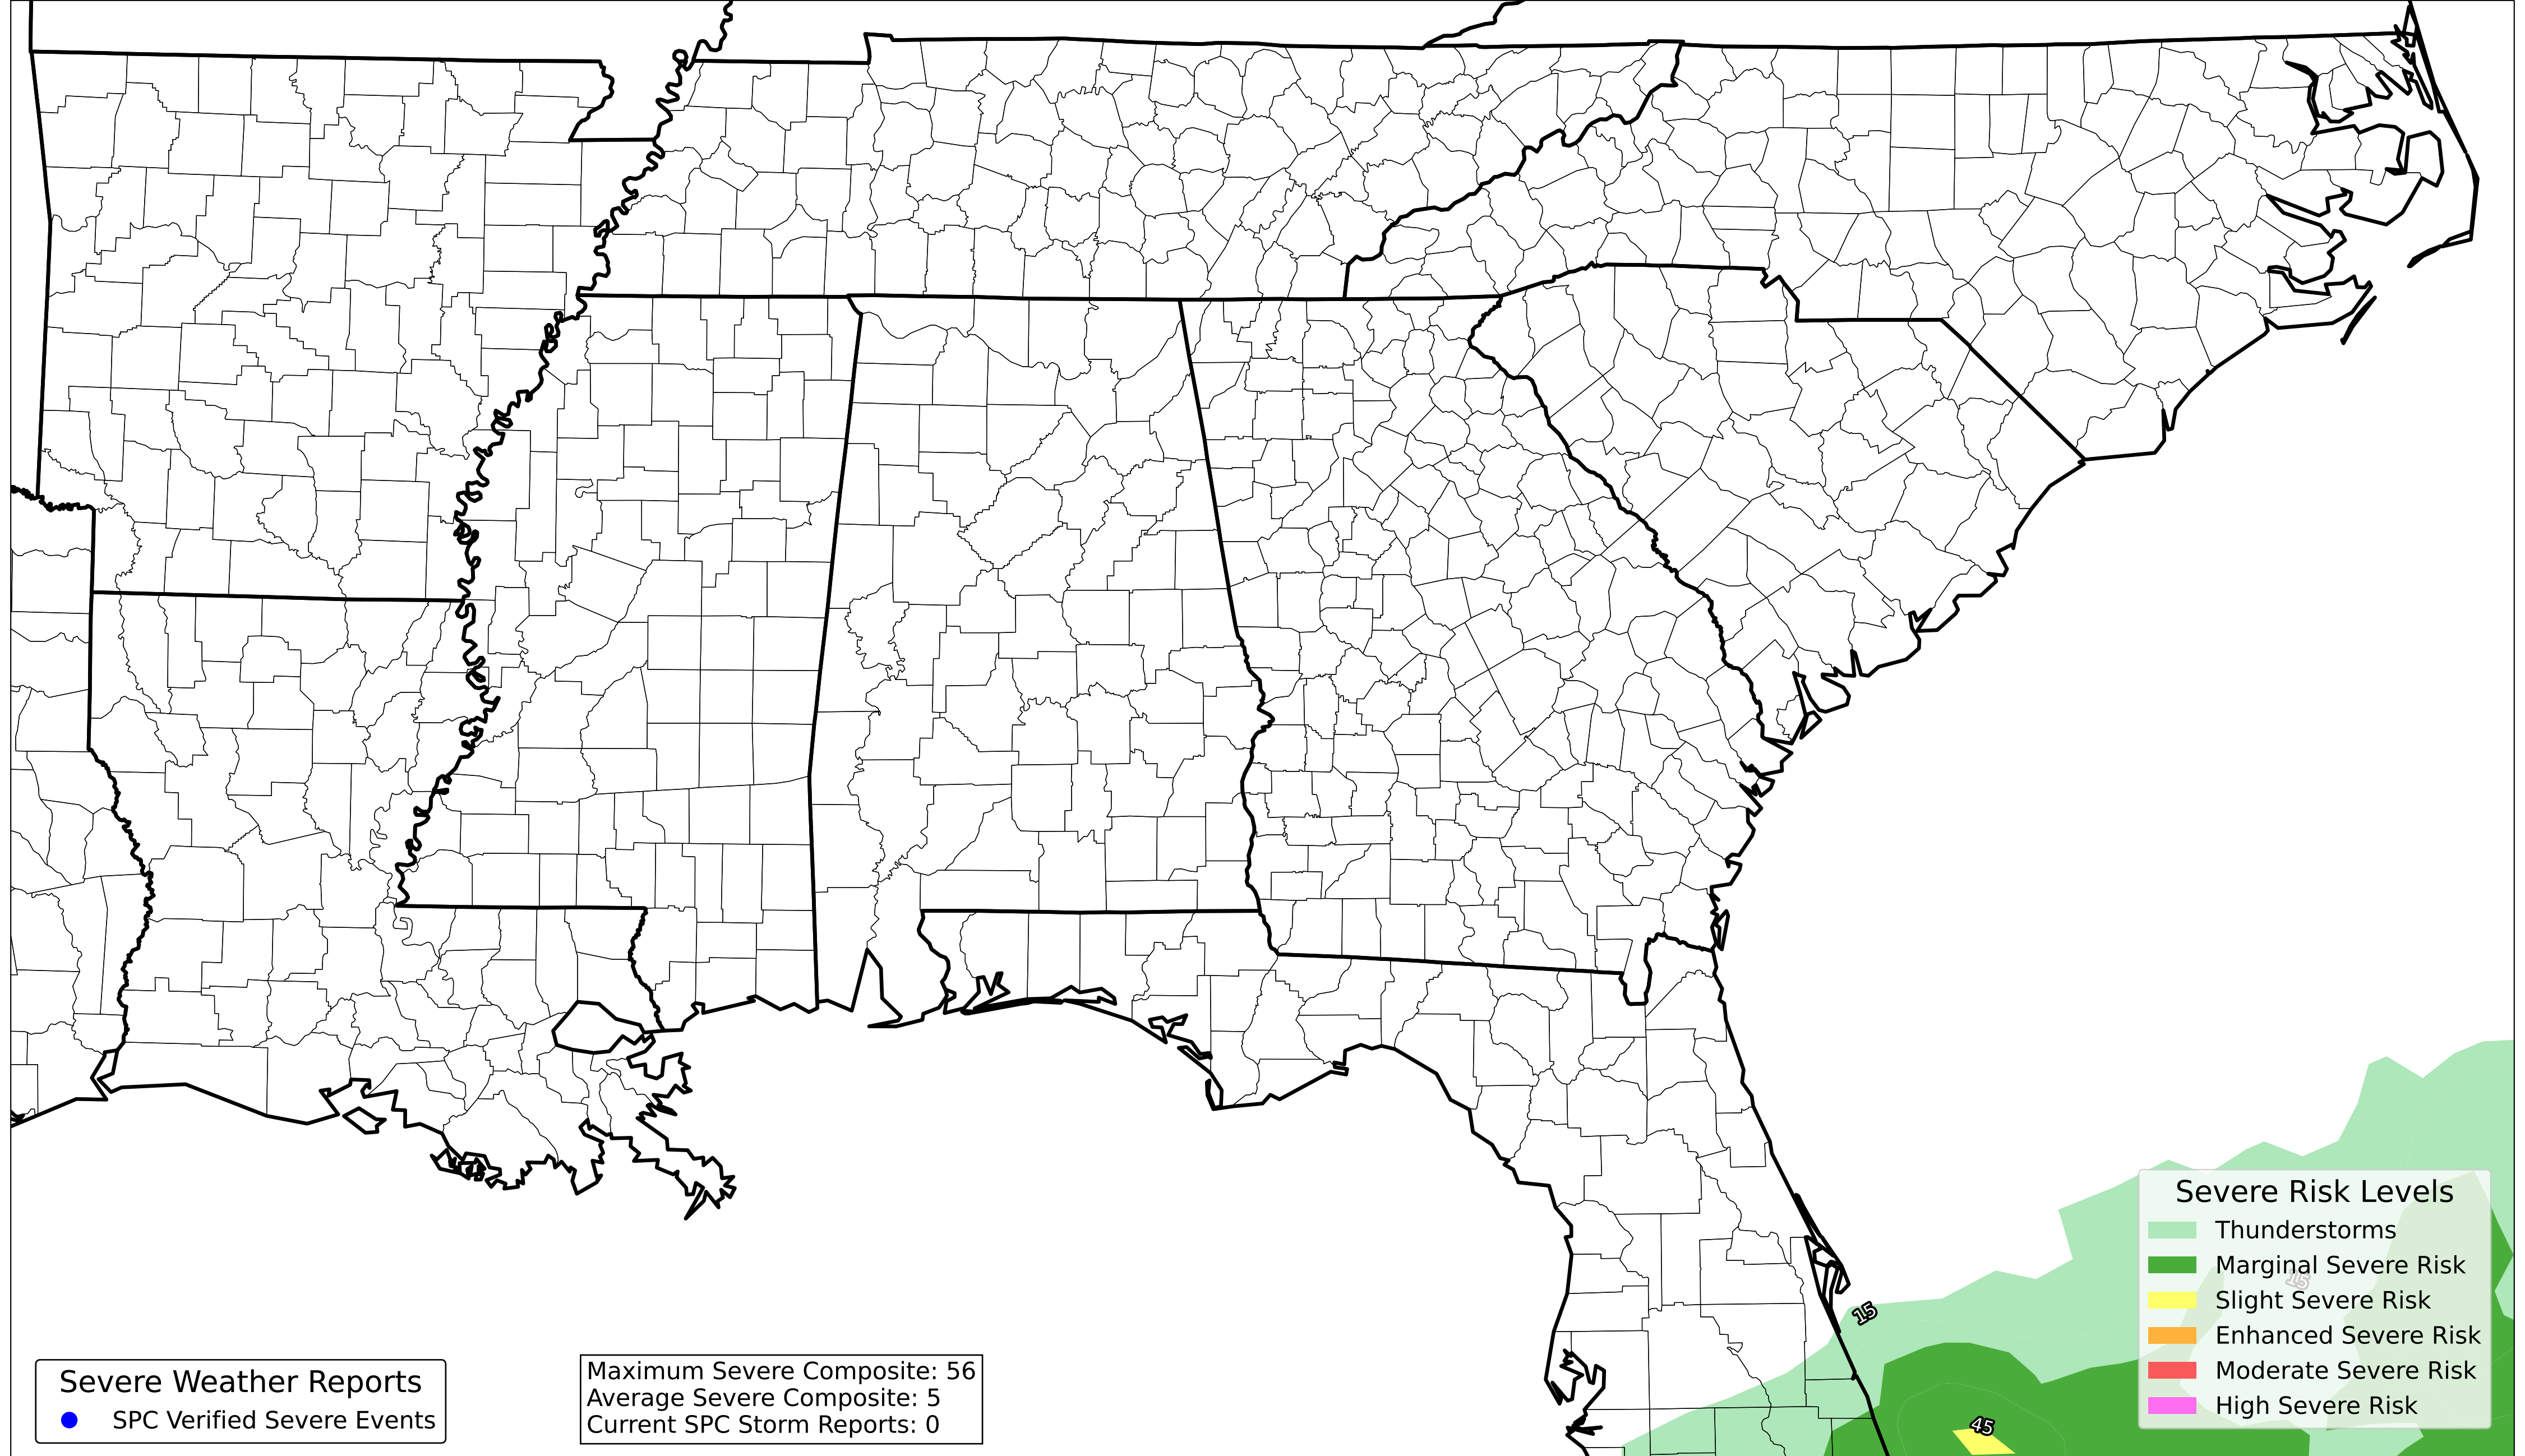 15
Severe Risk Levels
Thunderstorms
Marginal Severe Risk
15
Slight Severe Risk
Enhanced Severe Risk
Moderate Severe Risk
High Severe Risk
45
Severe Weather Reports
SPC Verified Severe Events
Maximum Severe Composite: 56
Average Severe Composite: 5
Current SPC Storm Reports: 0